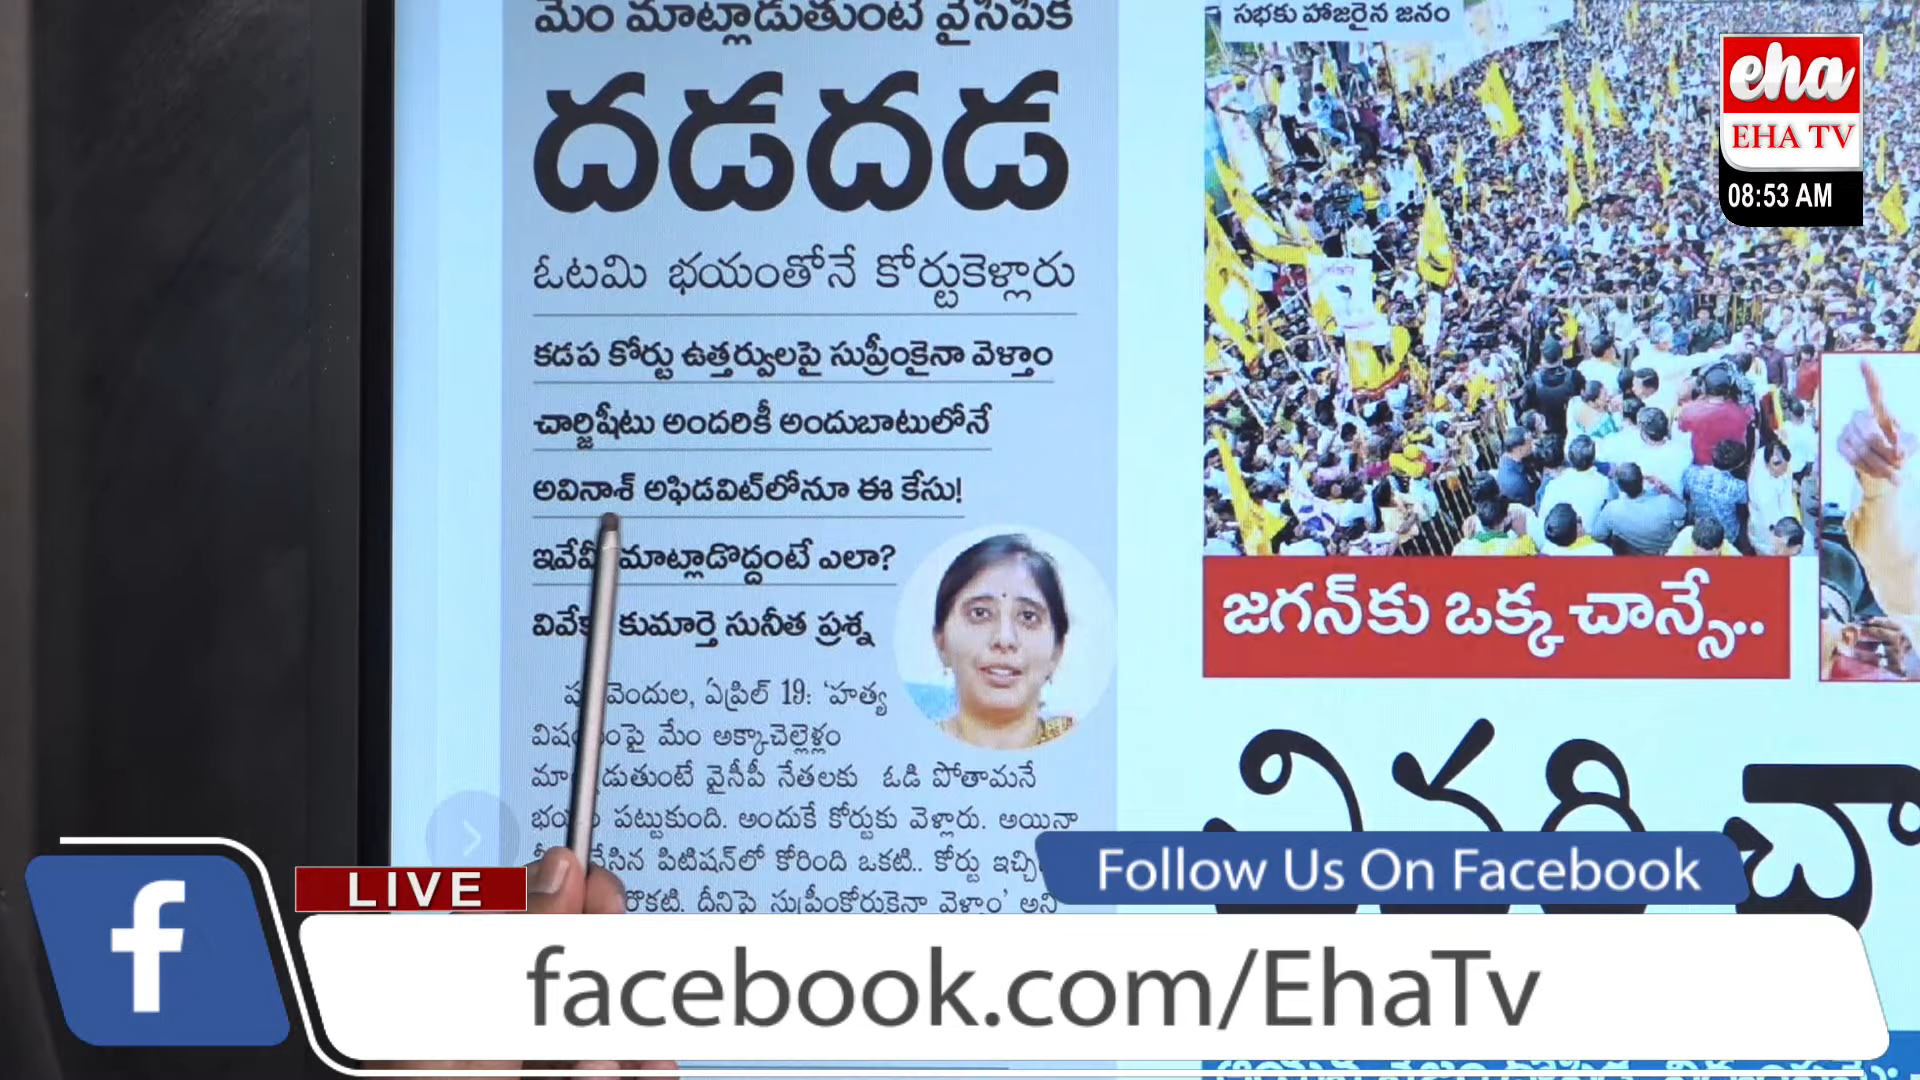 మేం మాట్లాడుతుంటే వైసీపీకి
దడదడ
ఓటమి భయంతోనే కోర్టుకెళ్లారు
కడప కోర్టు ఉత్తర్వులపై సుప్రీంకైనా వెళ్తాం
చార్జిషీటు అందరికీ అందుబాటులోనే
అవినాశ్ అఫిడవిట్‌లోనూ ఈ కేసు!
మాట్లాడొద్దంటే ఎలా?
కుమార్తె సునీత ప్రశ్న
ఏప్రిల్ 19: ‘హత్య
మేం అక్కాచెల్లెళ్లం
వైసీపీ నేతలకు ఓడి పోతామనే
పట్టుకుంది. అందుకే కోర్టుకు వెళ్లారు. అయినా
పిటిషన్‌లో కోరింది ఒకటి.. కోర్టు
దీనిపై సుప్రీంకోర్టుకైనా వెళ్తాం’ అని
సభకు హాజరైన జనం
జగన్‌కు ఒక్క చాన్సే..
eha
EHA TV
08:53 AM
LIVE
Follow Us On Facebook
f
facebook.com/EhaTv